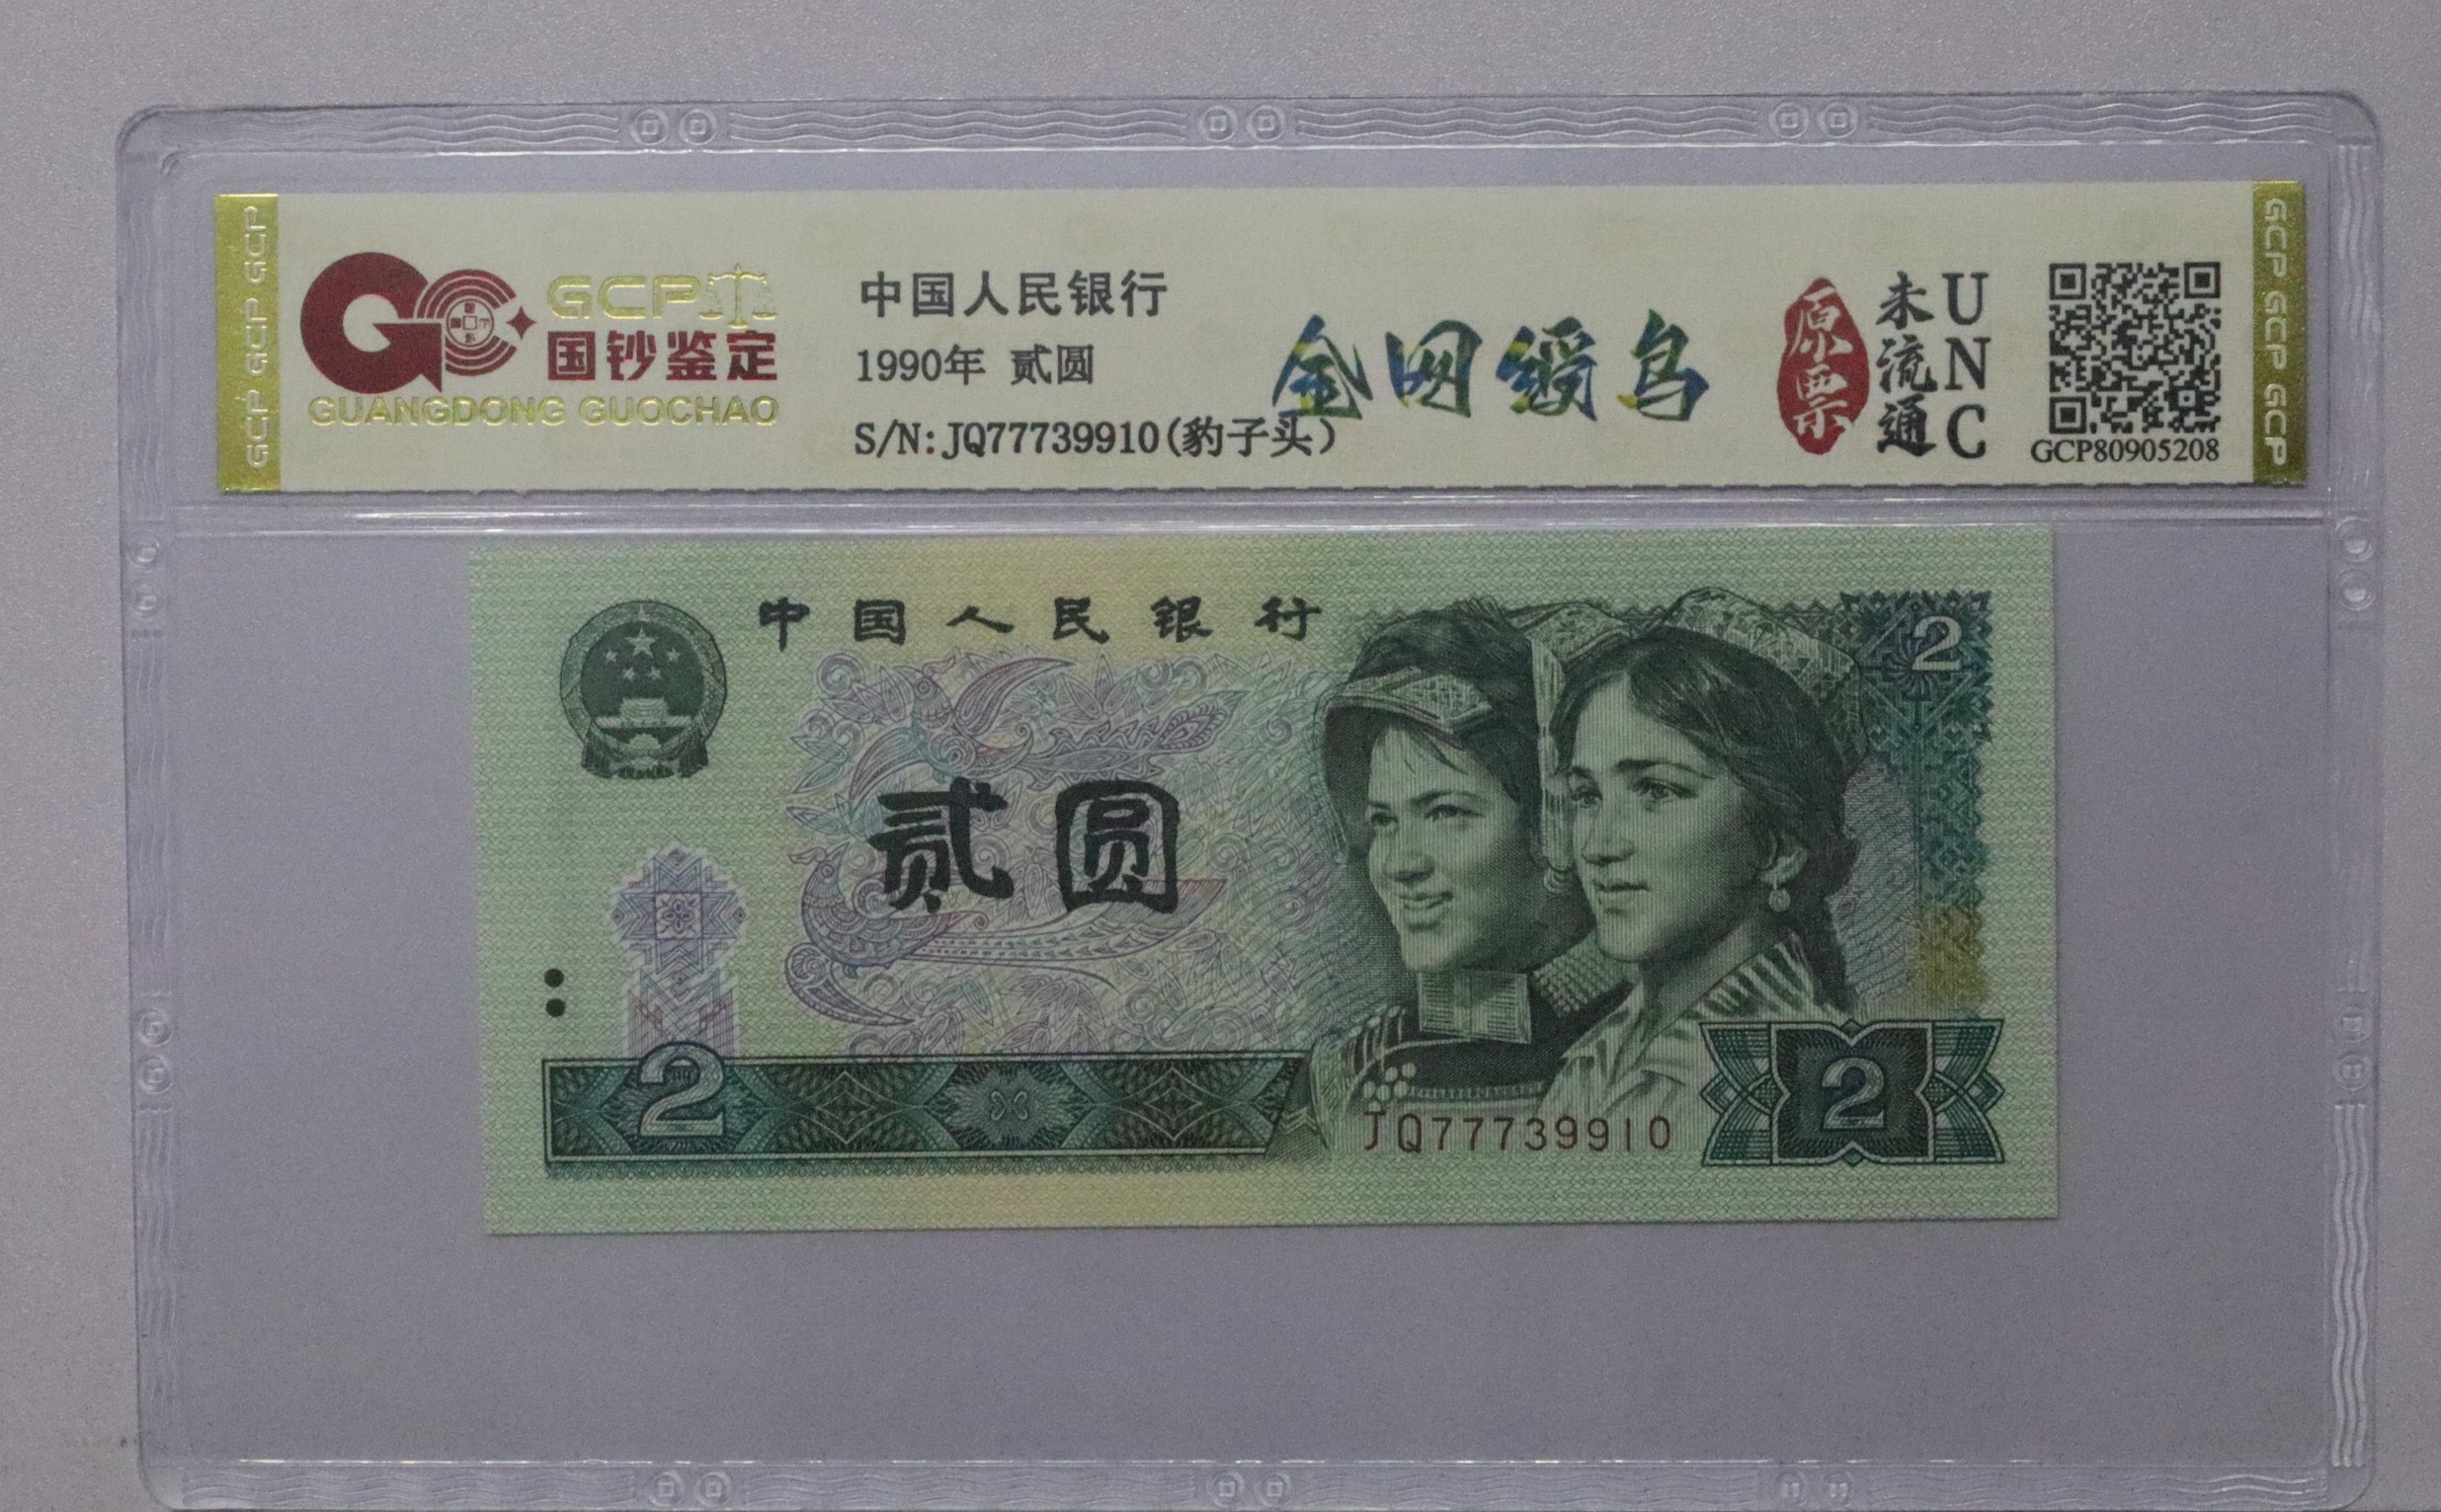 GCP GCP GCP
GCP
国钞鉴定
GUANGDONG GUOCHAO
中国人民银行
1990年 贰圆
S/N:JQ77739910(豹子头)
金网绶鸟
原票
未流通
UNC
GCP80905208
GCP GCP GCP
中国人民银行
2
贰圆
2
JQ77739910
2